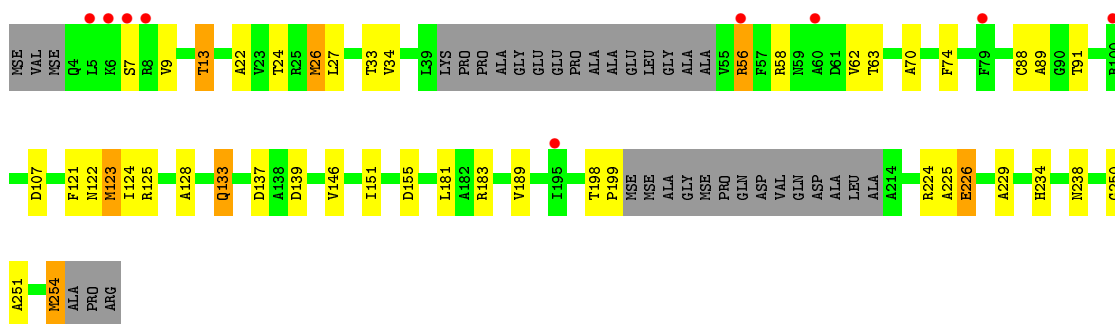 MSE VAL MSE Q4 L5 K6 S7 R8 V9 T13 A22 V23 T24 R25 M26 L27 T33 V34 L39 LYS PRO PRO ALA GLY GLU GLU PRO ALA ALA GLU LEU GLY ALA ALA V55 R56 F57 R58 N59 A60 D61 V62 T63 A70 F74 F79 C88 A89 G90 T91
D107 F121 N122 M123 I124 R125 A128 Q133 D137 A138 D139 V146 I151 D155 L181 A182 R183 V189 I195 T198 P199 MSE MSE ALA GLY MSE PRO GLN ASP VAL GLN ASP ALA LEU ALA A214 R224 A225 E226 A229 H234 N238
A251 M254 ALA PRO ARG